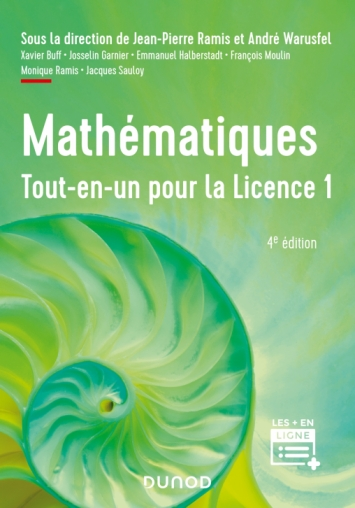 Sous la direction de Jean-Pierre Ramis et André Warusfel
Xavier Buff • Josselin Garnier • Emmanuel Halberstadt • François Moulin
Monique Ramis • Jacques Sauloy
Mathématiques
Tout-en-un pour la Licence 1
4e édition
LES + EN
LIGNE
DUNOD